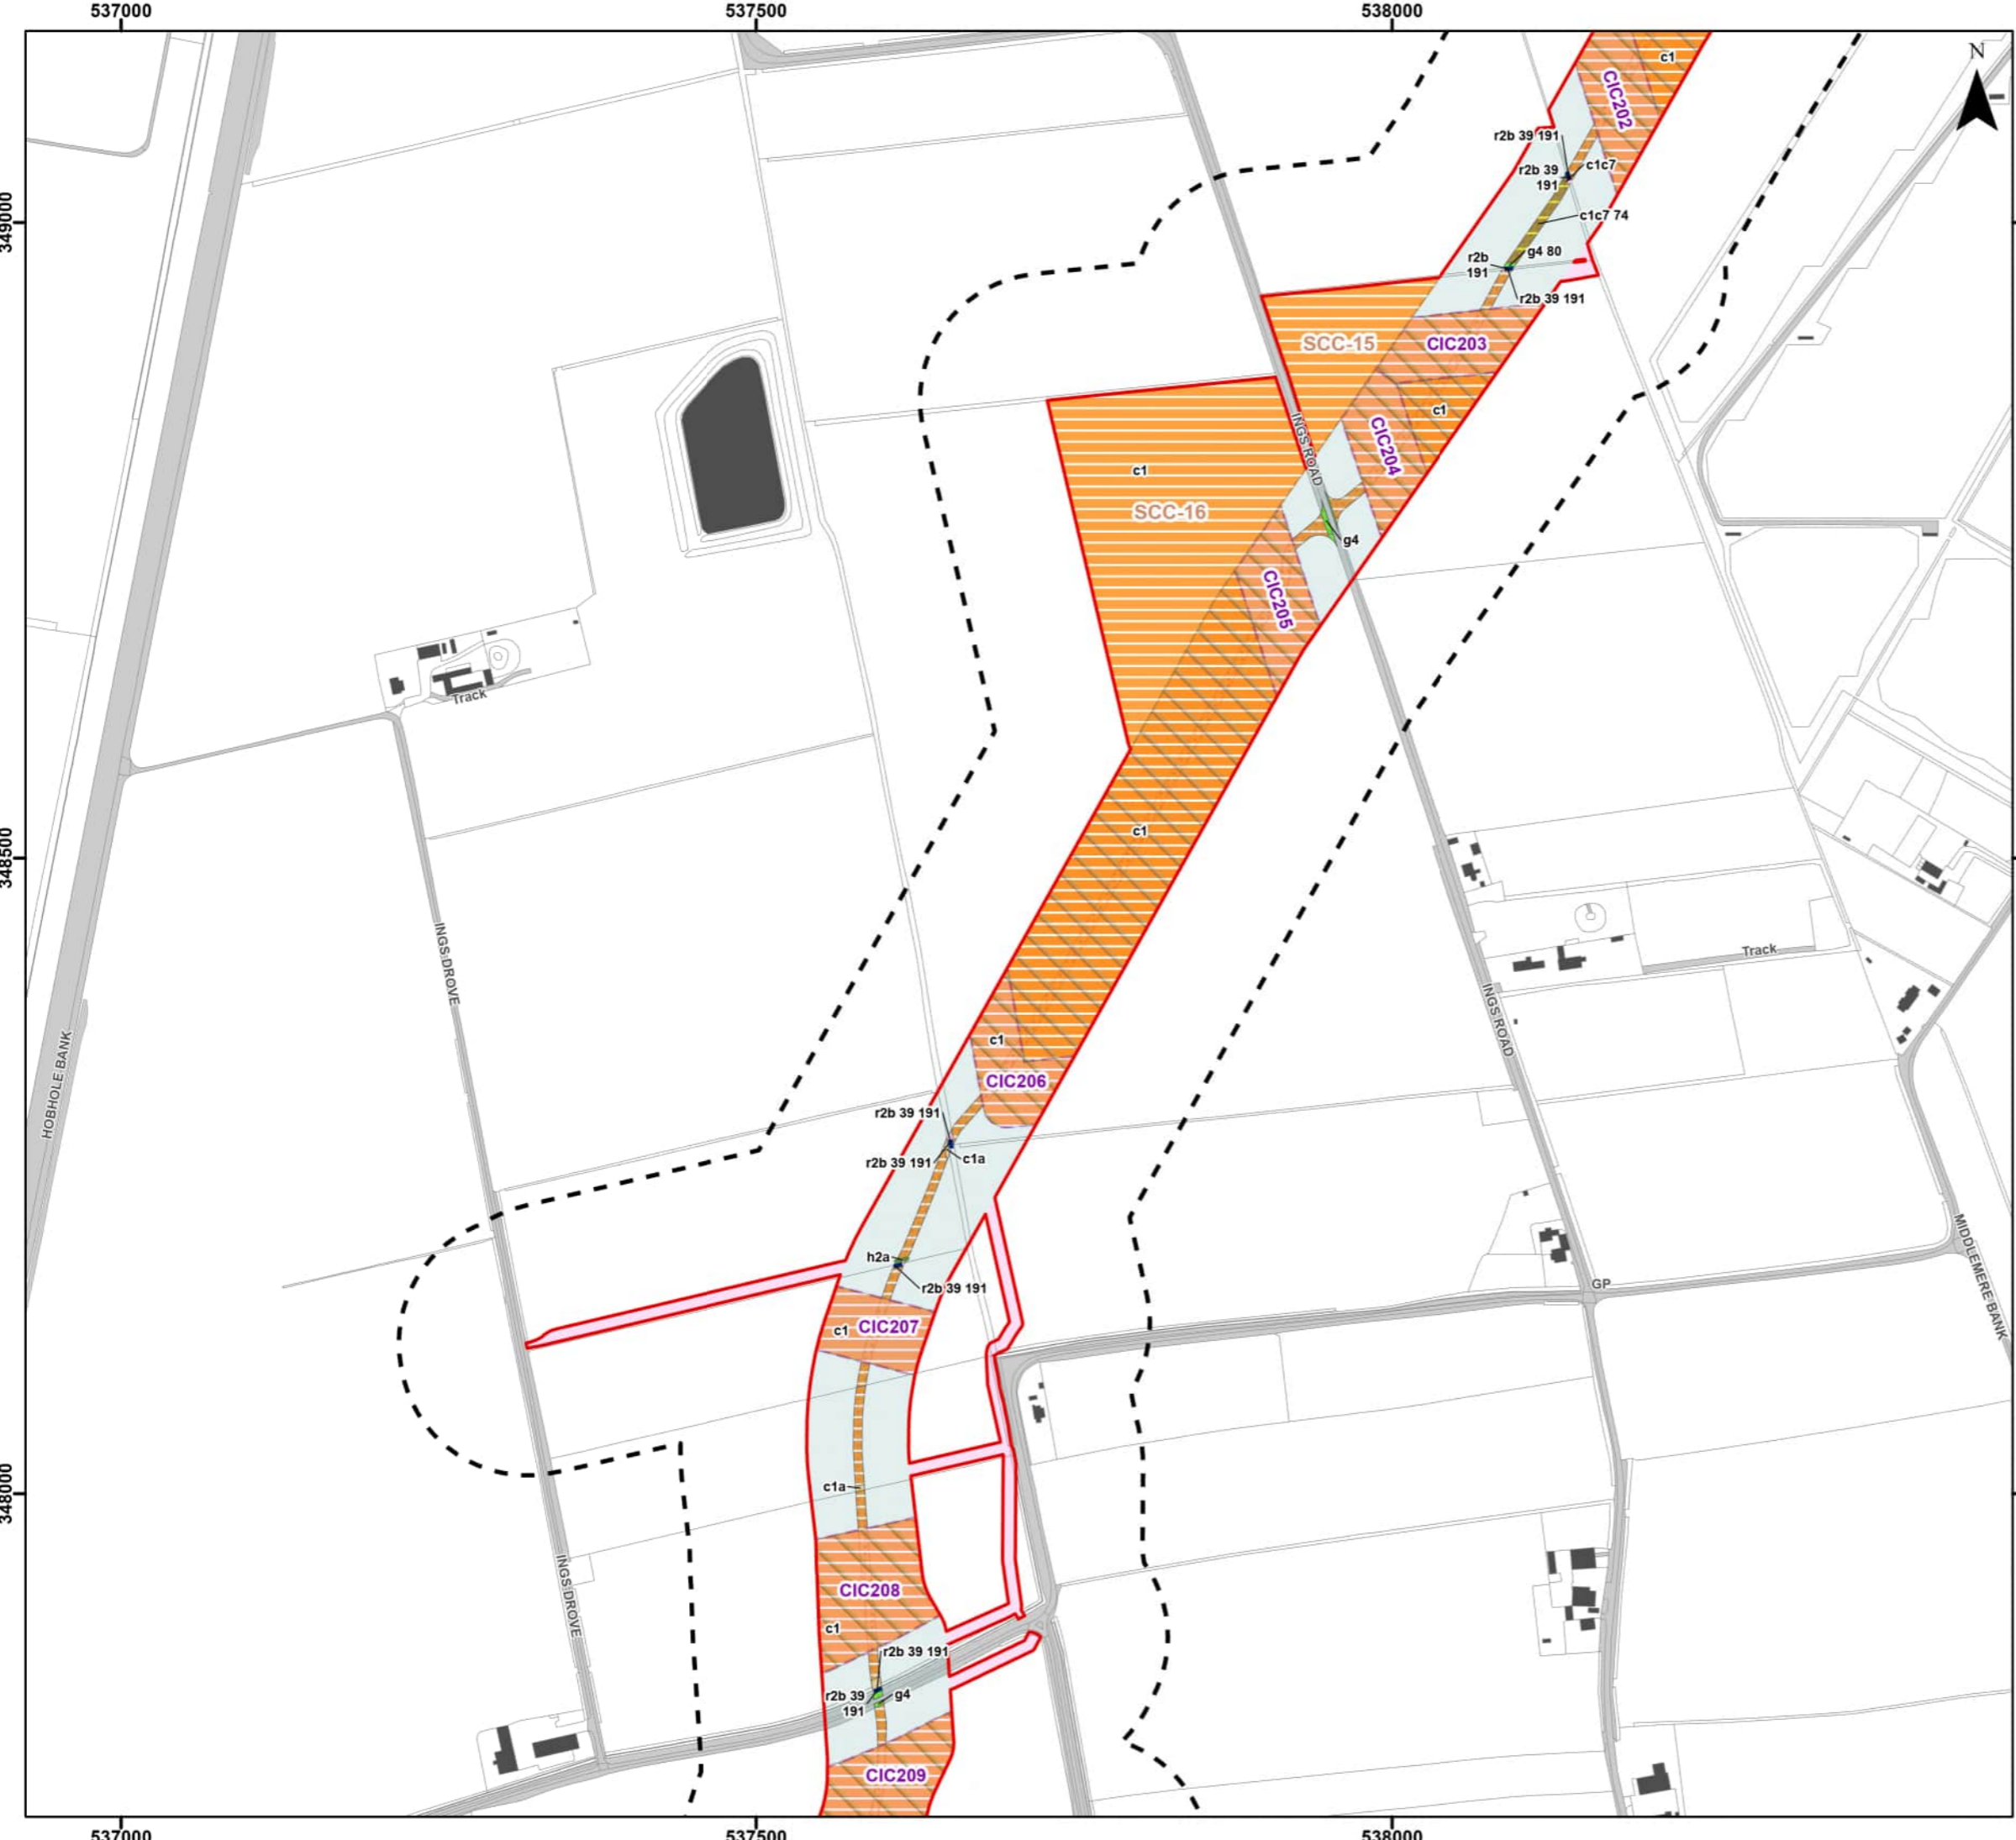 537000
537500
538000
N
c1
CIC202
r2b 39 191
c1c7
r2b 39
191
349000
c1c7 74
g4 80
r2b
191
r2b 39 191
SCC-15
CIC203
c1
INGS ROAD
CIC204
c1
SCC-16
g4
CIC205
Track
c1
348500
INGS DROVE
Track
INGS ROAD
c1
HOBHOLE BANK
CIC206
r2b 39 191
c1a
r2b 39 191
MIDDLEMERE BANK
h2a
r2b 39 191
GP
CIC207
c1
348000
c1a
INGS DROVE
CIC208
c1
r2b 39 191
r2b 39
191
g4
CIC209
537000
537500
538000